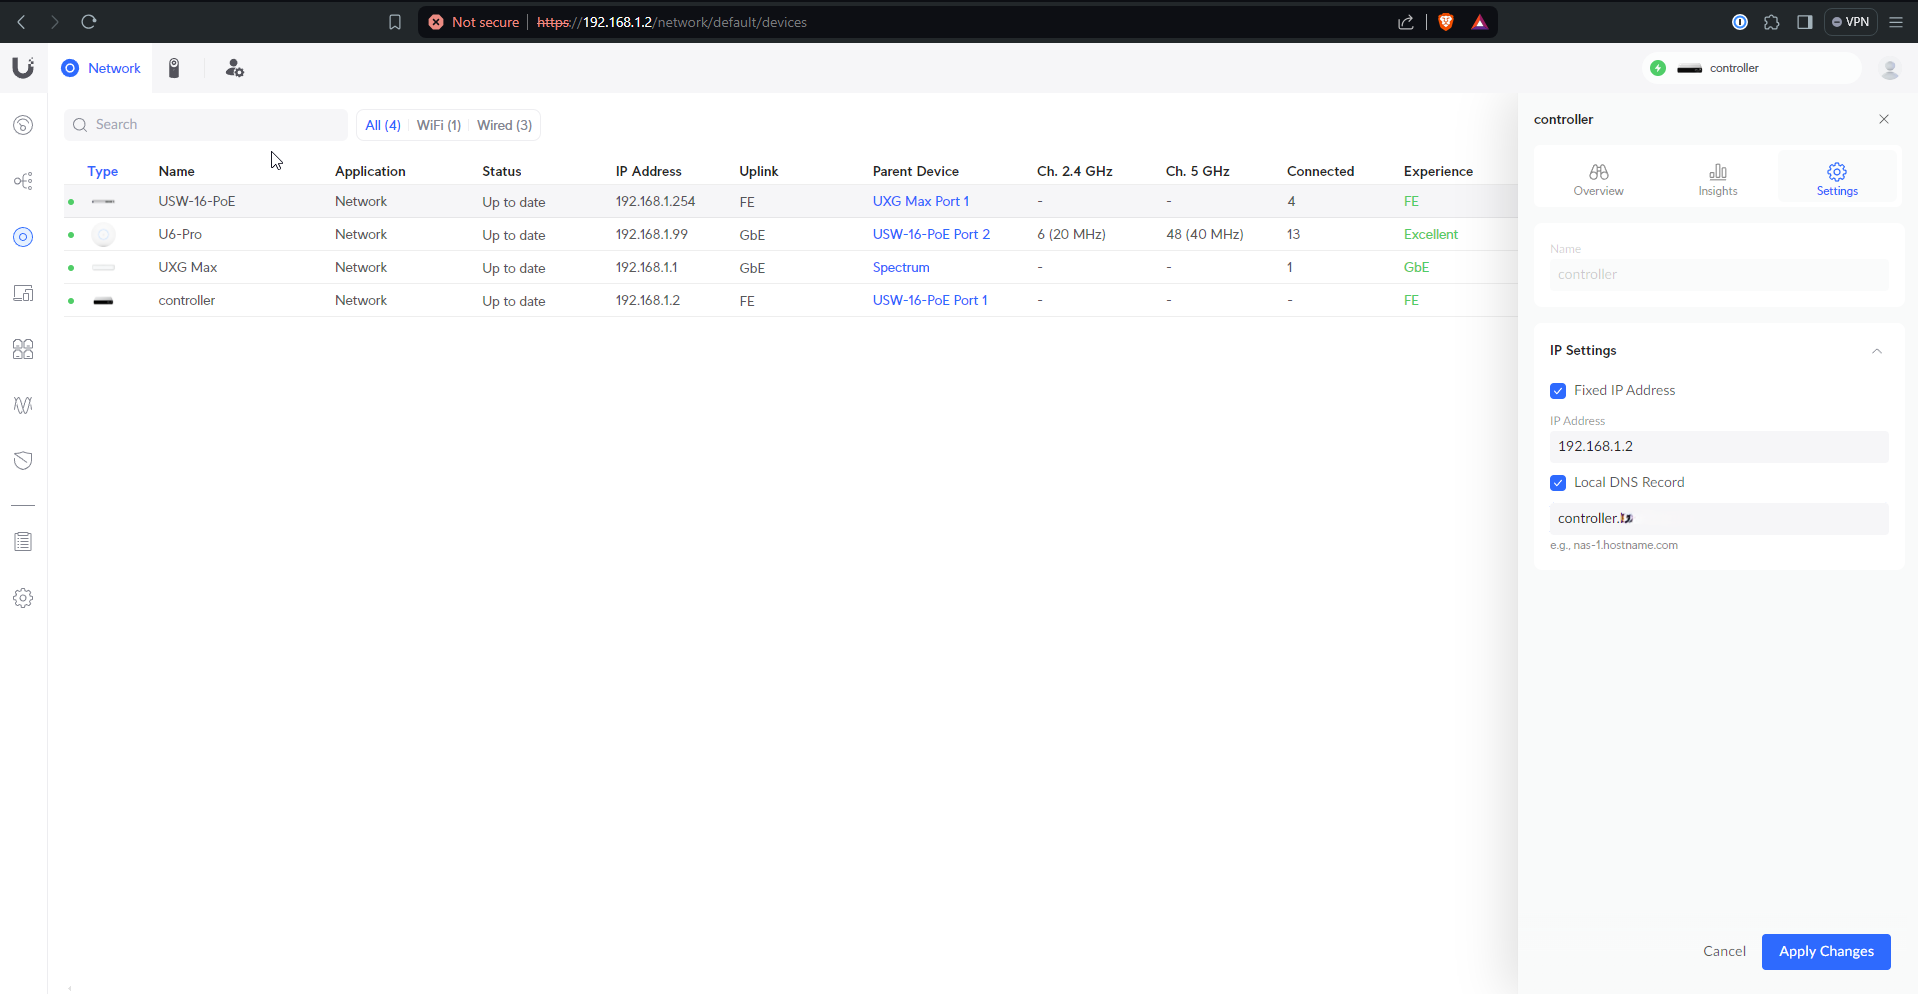 Not secure https://192.168.1.2/network/default/devices VPN
Network controller
Search All (4) WiFi (1) Wired (3)
Type Name Application Status IP Address Uplink Parent Device Ch. 2.4 GHz Ch. 5 GHz Connected Experience
USW-16-PoE Network Up to date 192.168.1.254 FE UXG Max Port 1 - - 4 FE
U6-Pro Network Up to date 192.168.1.99 GbE USW-16-PoE Port 2 6 (20 MHz) 48 (40 MHz) 13 Excellent
UXG Max Network Up to date 192.168.1.1 GbE Spectrum - - 1 GbE
controller Network Up to date 192.168.1.2 FE USW-16-PoE Port 1 - - - FE
controller
Overview Insights Settings
Name
controller
IP Settings
Fixed IP Address
IP Address
192.168.1.2
Local DNS Record
controller.
e.g., nas-1.hostname.com
Cancel Apply Changes